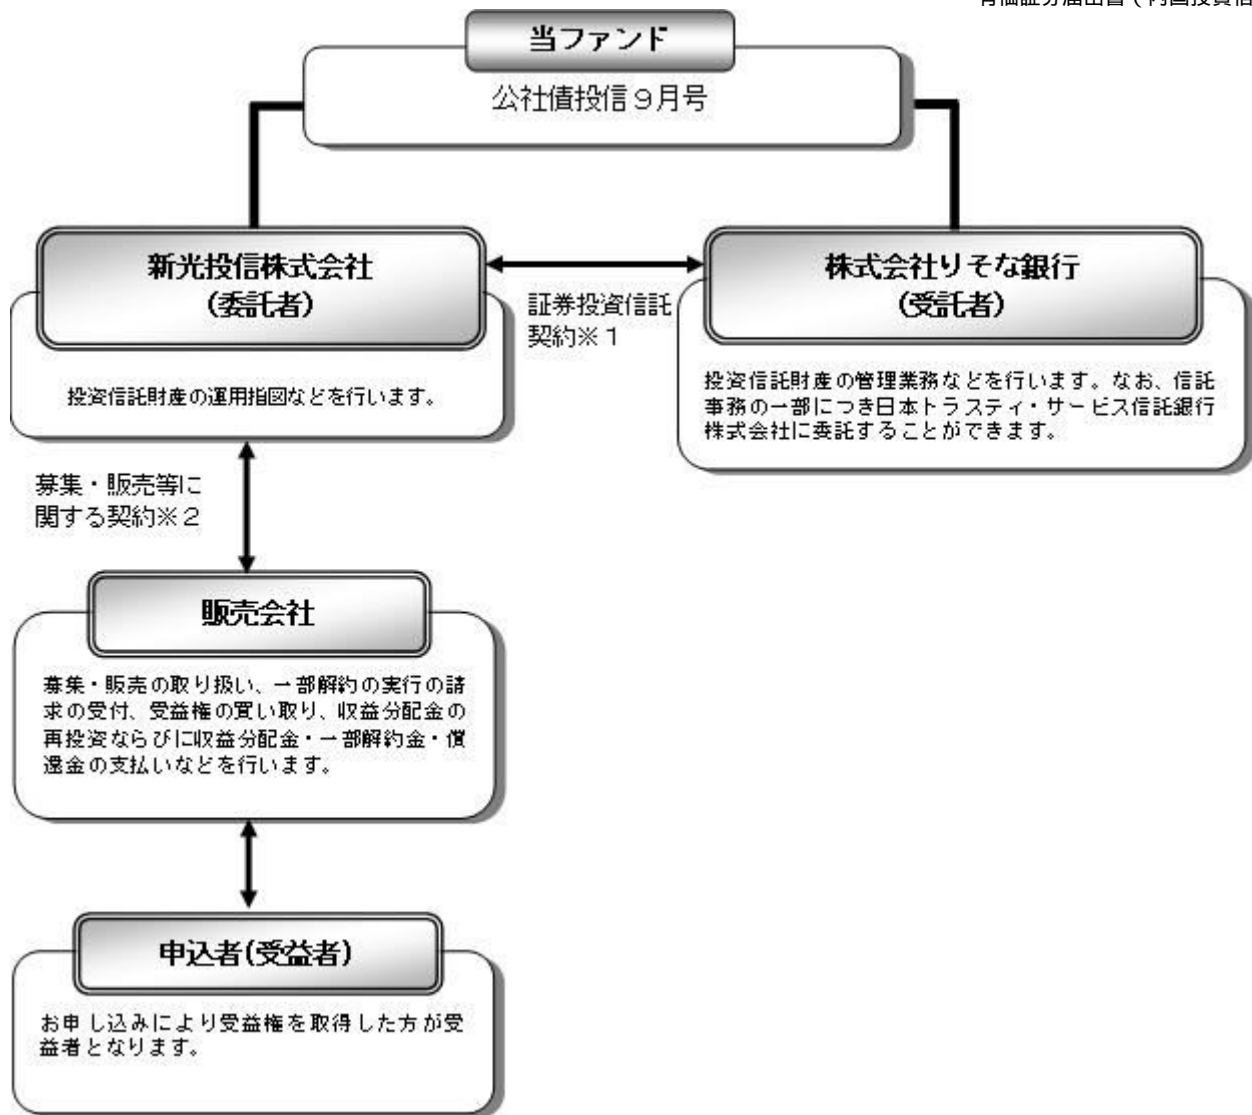 当ファンド
公社債投信９月号
新光投信株式会社
(委託者)
投資信託財産の運用指図などを行います。
証券投資信託
契約※１
株式会社りそな銀行
(受託者)
投資信託財産の管理業務などを行います。なお、信託
事務の一部につき日本トラスティ・サービス信託銀行
株式会社に委託することができます。
募集・販売等に
関する契約※２
販売会社
募集・販売の取り扱い、一部解約の実行の請
求の受付、受益権の買い取り、収益分配金の
再投資ならびに収益分配金・一部解約金・償
還金の支払いなどを行います。
申込者(受益者)
お申し込みにより受益権を取得した方が受
益者となります。